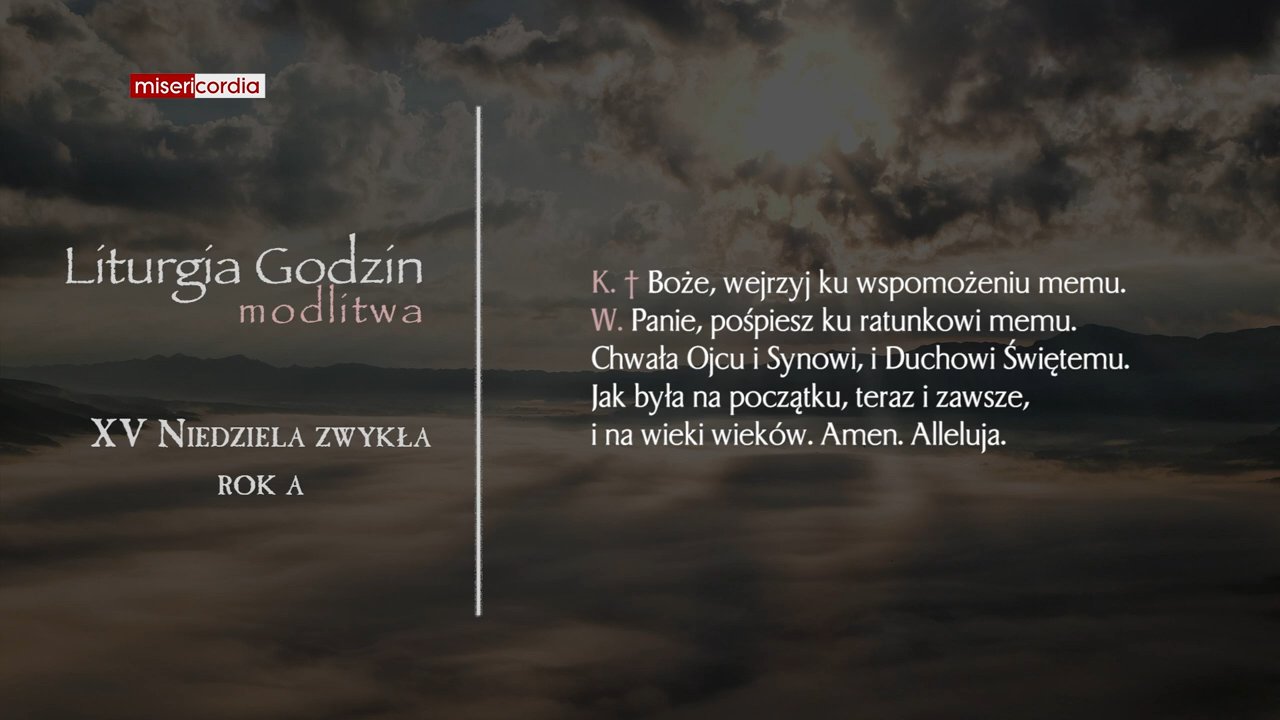 misericordia
Liturgia Godzin
modlitwa
XV Niedziela zwykła
rok A
K. † Boże, wejrzyj ku wspomożeniu memu.
W. Panie, pośpiesz ku ratunkowi memu.
Chwała Ojcu i Synowi, i Duchowi Świętemu.
Jak była na początku, teraz i zawsze,
i na wieki wieków. Amen. Alleluja.